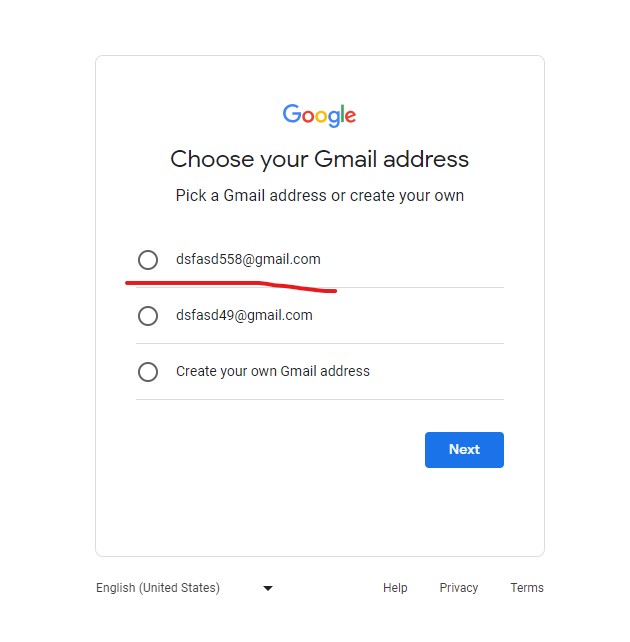 Google
Choose your Gmail address
Pick a Gmail address or create your own
dsfasd558@gmail.com
dsfasd49@gmail.com
Create your own Gmail address
Next
English (United States)
Help
Privacy
Terms